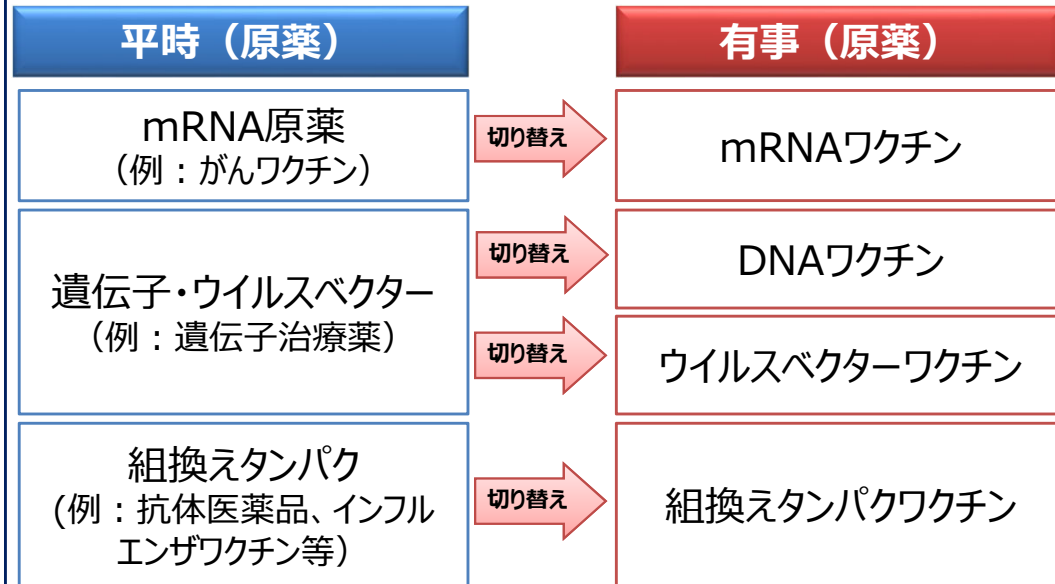 平時（原薬）
有事（原薬）
mRNA原薬
（例：がんワクチン）
切り替え
mRNAワクチン
遺伝子・ウイルスベクター
（例：遺伝子治療薬）
切り替え
DNAワクチン
切り替え
ウイルスベクターワクチン
組換えタンパク
(例：抗体医薬品、インフル
エンザワクチン等）
切り替え
組換えタンパクワクチン